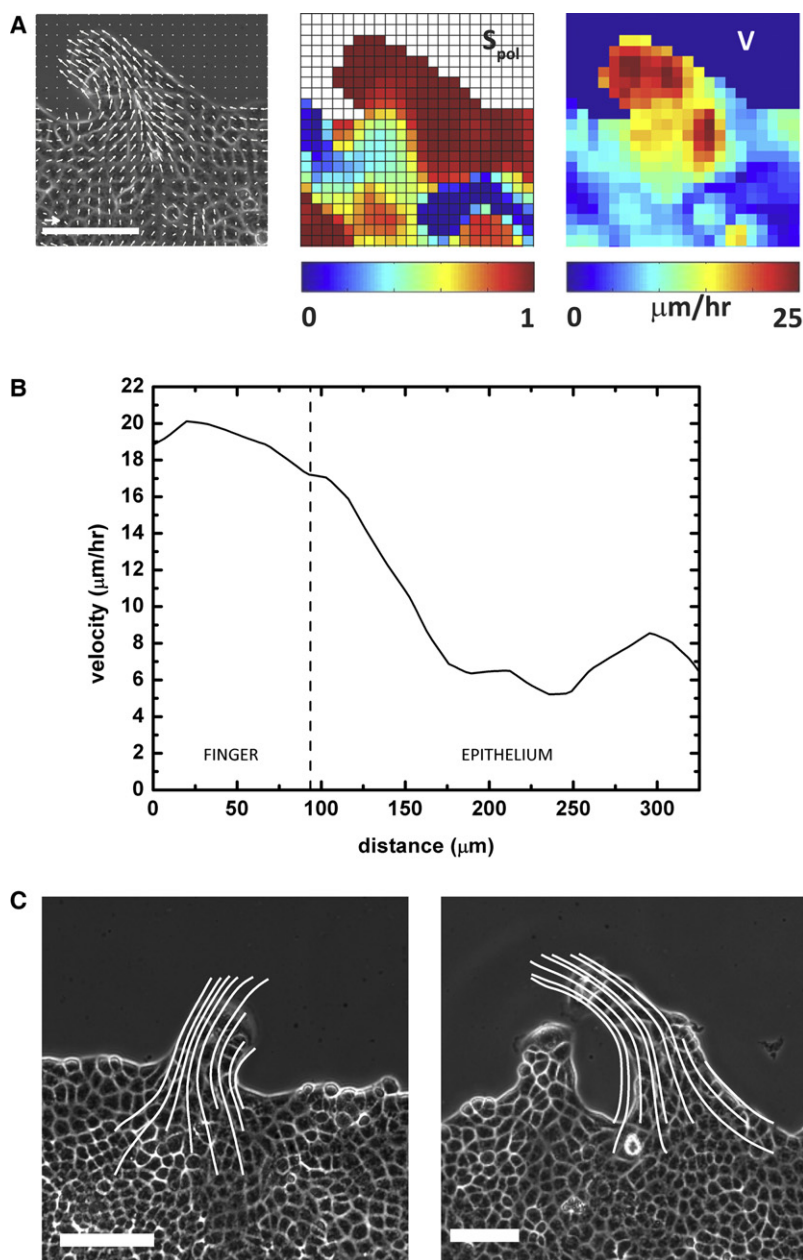 A
S_pol
V
0 1
0 μm/hr 25
B
22
20
18
16
14
12
10
8
6
4
2
0
velocity (μm/hr)
FINGER EPITHELIUM
0 50 100 150 200 250 300
distance (μm)
C